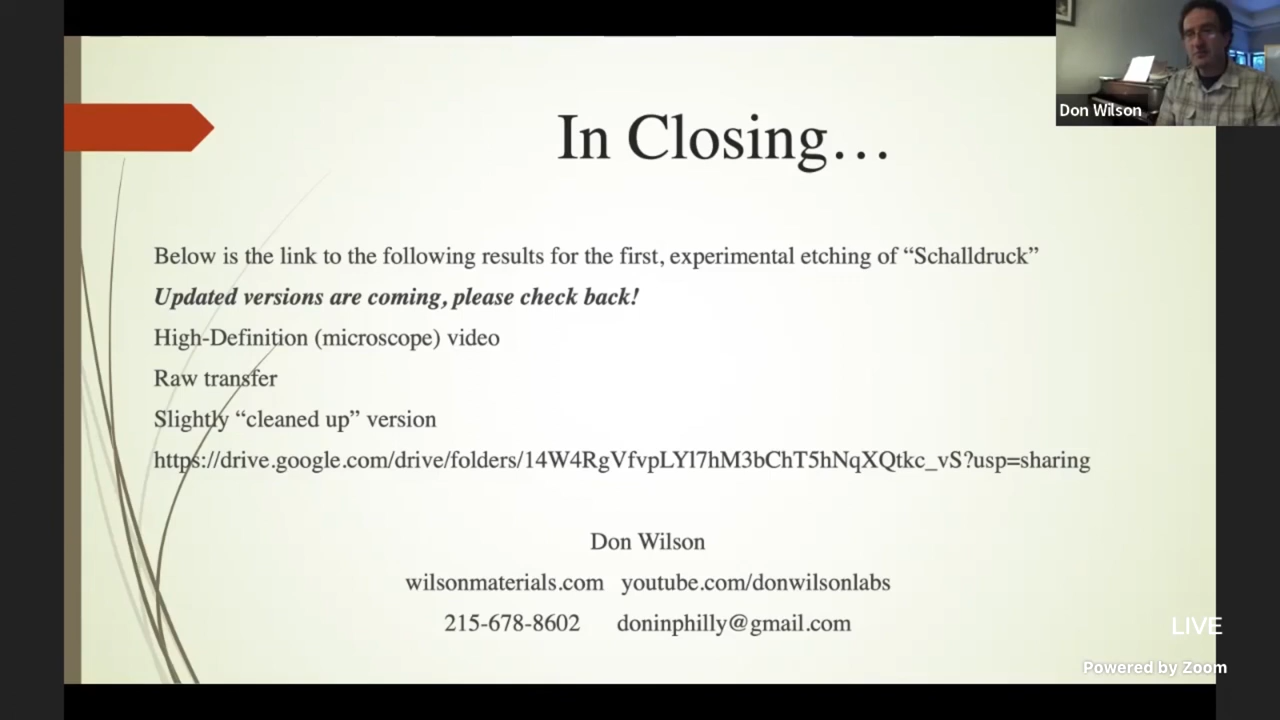 Don Wilson
In Closing…
Below is the link to the following results for the first, experimental etching of “Schalldruck”
Updated versions are coming, please check back!
High-Definition (microscope) video
Raw transfer
Slightly “cleaned up” version
https://drive.google.com/drive/folders/14W4RgVfvpLYl7hM3bChT5hNqXQtkc_vS?usp=sharing
Don Wilson
wilsonmaterials.com youtube.com/donwilsonlabs
215-678-8602 doninphilly@gmail.com
LIVE
Powered by Zoom